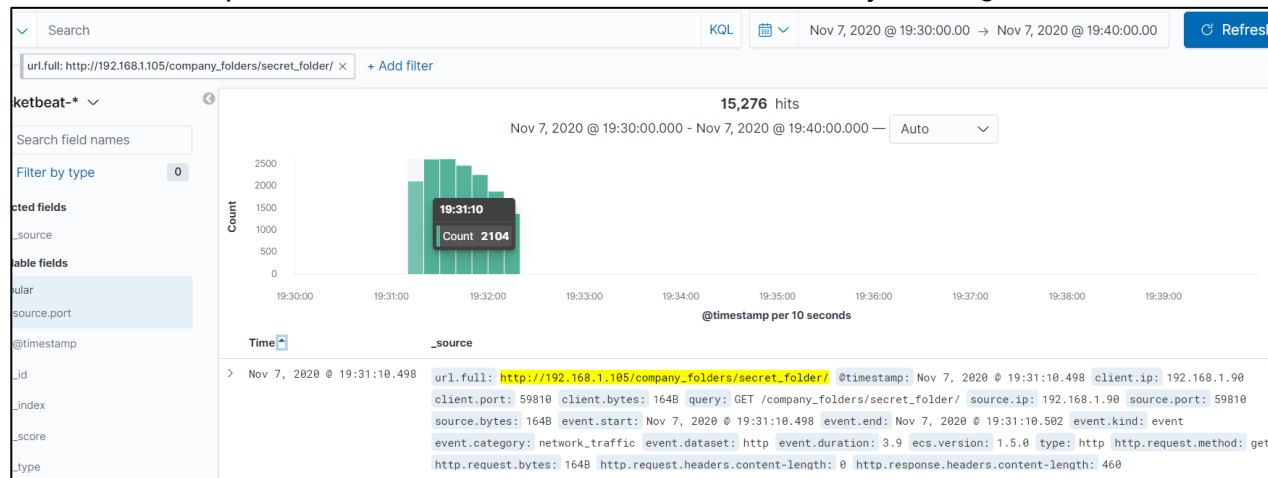 Search KQL Nov 7, 2020 @ 19:30:00.00 → Nov 7, 2020 @ 19:40:00.00 Refresh
url.full: http://192.168.1.105/company_folders/secret_folder/ × + Add filter
ketbeat-*
15,276 hits
Search field names
Nov 7, 2020 @ 19:30:00.000 - Nov 7, 2020 @ 19:40:00.000 — Auto
Filter by type 0
cted fields
_source
lable fields
ular
source.port
@timestamp
_id
_index
_score
_type
Count
2500
2000
1500
1000
500
0
19:31:10
Count 2104
19:30:00 19:31:00 19:32:00 19:33:00 19:34:00 19:35:00 19:36:00 19:37:00 19:38:00 19:39:00
@timestamp per 10 seconds
Time _source
Nov 7, 2020 @ 19:31:10.498
url.full: http://192.168.1.105/company_folders/secret_folder/ @timestamp: Nov 7, 2020 @ 19:31:10.498 client.ip: 192.168.1.90
client.port: 59810 client.bytes: 164B query: GET /company_folders/secret_folder/ source.ip: 192.168.1.90 source.port: 59810
source.bytes: 164B event.start: Nov 7, 2020 @ 19:31:10.498 event.end: Nov 7, 2020 @ 19:31:10.502 event.kind: event
event.category: network_traffic event.dataset: http event.duration: 3.9 ecs.version: 1.5.0 type: http http.request.method: get
http.request.bytes: 164B http.request.headers.content-length: 0 http.response.headers.content-length: 460